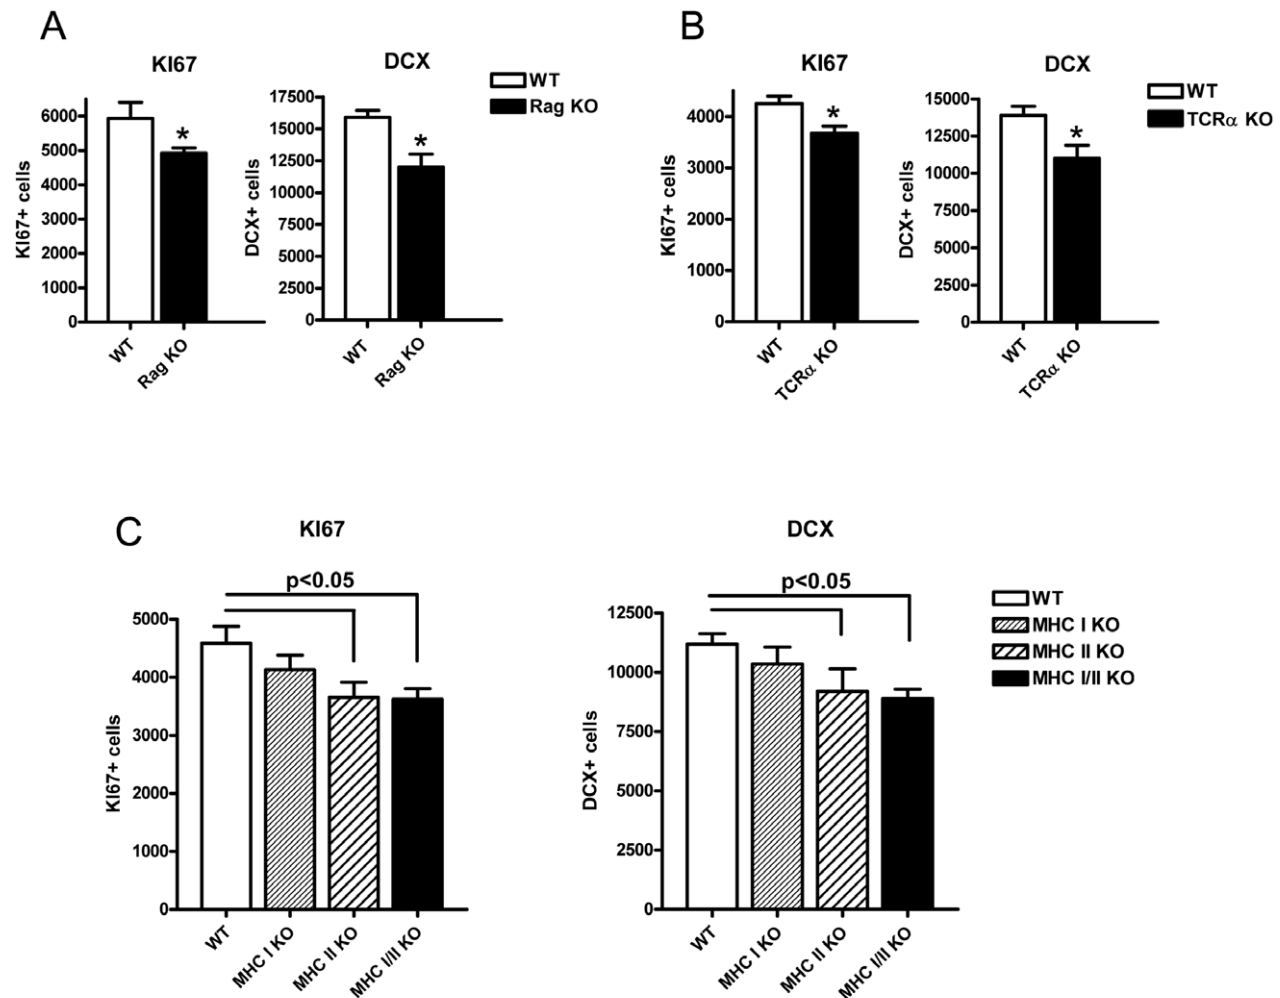 A
KI67
KI67+ cells
6000
5000
4000
3000
2000
1000
0
WT
Rag KO
*
DCX
DCX+ cells
17500
15000
12500
10000
7500
5000
2500
0
WT
Rag KO
*
WT
Rag KO
B
KI67
KI67+ cells
4000
3000
2000
1000
0
WT
TCRα KO
*
DCX
DCX+ cells
15000
12500
10000
7500
5000
2500
0
WT
TCRα KO
*
WT
TCRα KO
C
KI67
p<0.05
KI67+ cells
5000
4000
3000
2000
1000
0
WT
MHC I KO
MHC II KO
MHC I/II KO
DCX
p<0.05
DCX+ cells
12500
10000
7500
5000
2500
0
WT
MHC I KO
MHC II KO
MHC I/II KO
WT
MHC I KO
MHC II KO
MHC I/II KO